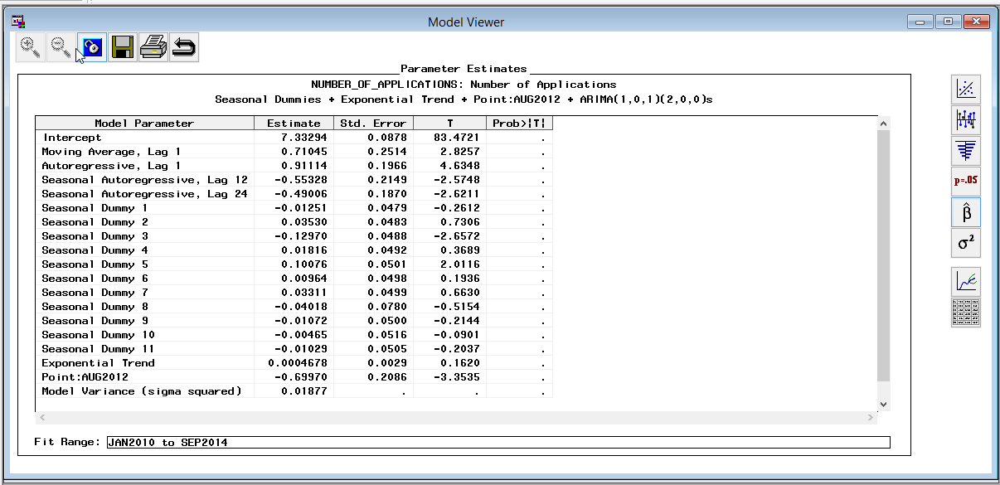 Model Viewer
Parameter Estimates
NUMBER_OF_APPLICATIONS: Number of Applications
Seasonal Dummies + Exponential Trend + Point:AUG2012 + ARIMA(1,0,1)(2,0,0)s
Model Parameter Estimate Std. Error T Prob>|T|
Intercept 7.33294 0.0878 83.4721 .
Moving Average, Lag 1 0.71045 0.2514 2.8257 .
Autoregressive, Lag 1 0.91114 0.1966 4.6348 .
Seasonal Autoregressive, Lag 12 -0.55328 0.2149 -2.5748 .
Seasonal Autoregressive, Lag 24 -0.49006 0.1870 -2.6211 .
Seasonal Dummy 1 -0.01251 0.0479 -0.2612 .
Seasonal Dummy 2 0.03530 0.0483 0.7306 .
Seasonal Dummy 3 -0.12970 0.0488 -2.6572 .
Seasonal Dummy 4 0.01816 0.0492 0.3689 .
Seasonal Dummy 5 0.10076 0.0501 2.0116 .
Seasonal Dummy 6 0.00964 0.0498 0.1936 .
Seasonal Dummy 7 0.03311 0.0499 0.6630 .
Seasonal Dummy 8 -0.04018 0.0780 -0.5154 .
Seasonal Dummy 9 -0.01072 0.0500 -0.2144 .
Seasonal Dummy 10 -0.00465 0.0516 -0.0901 .
Seasonal Dummy 11 -0.01029 0.0505 -0.2037 .
Exponential Trend 0.0004678 0.0029 0.1620 .
Point:AUG2012 -0.69970 0.2086 -3.3535 .
Model Variance (sigma squared) 0.01877 . . .
Fit Range: JAN2010 to SEP2014
p=.05
β̂
σ²